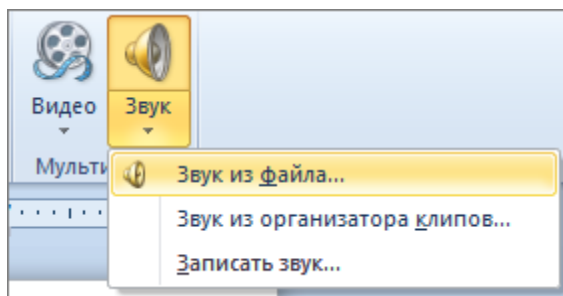 Видео Звук
Мульти
Звук из файла...
Звук из организатора клипов...
Записать звук...